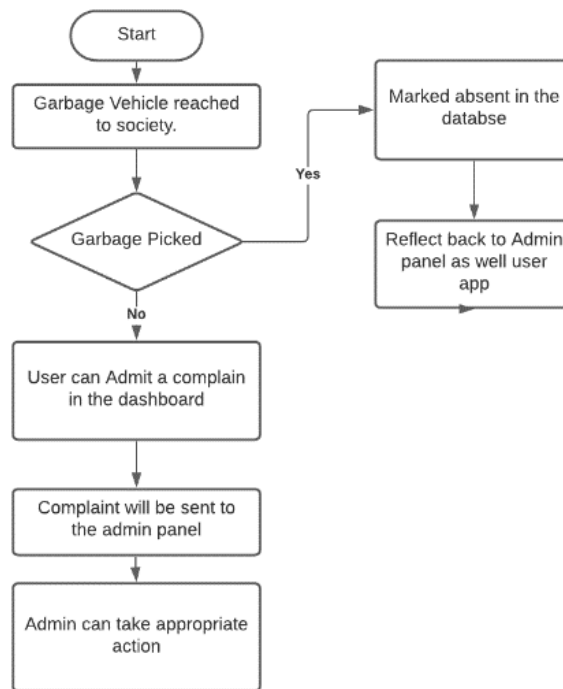 Start
Garbage Vehicle reached
to society.
Garbage Picked
Yes
Marked absent in the
databse
Reflect back to Admin
panel as well user
app
No
User can Admit a complain
in the dashboard
Complaint will be sent to
the admin panel
Admin can take appropriate
action